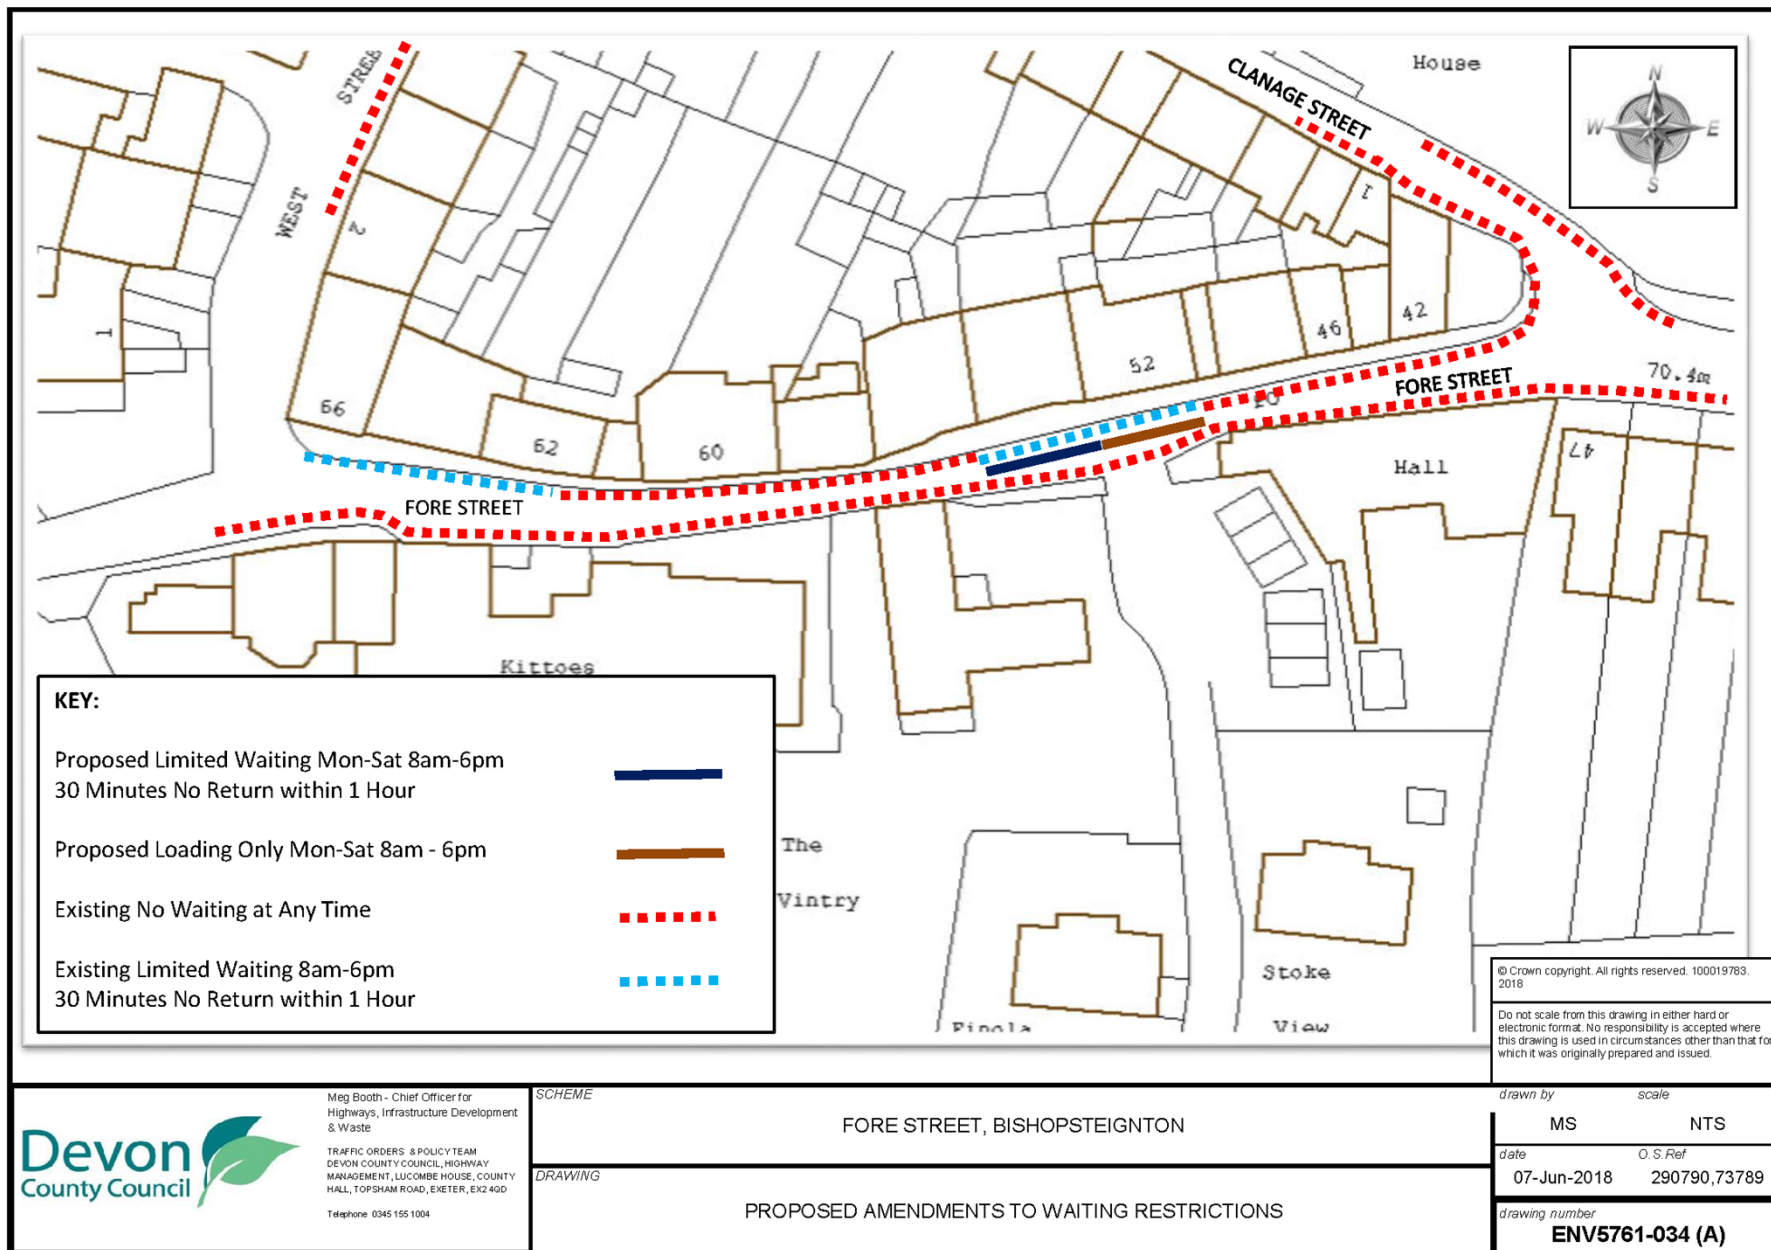 House
CLANAGE STREET
STREE
WEST
N
W
E
S
1
2
1
42
46
52
66
62
60
70.4m
FORE STREET
FORE STREET
Hall
47
Kittoes
The
Vintry
Stoke
View
Finola
KEY:
Proposed Limited Waiting Mon-Sat 8am-6pm
30 Minutes No Return within 1 Hour
Proposed Loading Only Mon-Sat 8am - 6pm
Existing No Waiting at Any Time
Existing Limited Waiting 8am-6pm
30 Minutes No Return within 1 Hour
© Crown copyright. All rights reserved. 100019783.
2018
Do not scale from this drawing in either hard or
electronic format. No responsibility is accepted where
this drawing is used in circumstances other than that for
which it was originally prepared and issued.
Devon
County Council
Meg Booth - Chief Officer for
Highways, Infrastructure Development
& Waste
TRAFFIC ORDERS & POLICY TEAM
DEVON COUNTY COUNCIL, HIGHWAY
MANAGEMENT, LUCOMBE HOUSE, COUNTY
HALL, TOPSHAM ROAD, EXETER, EX2 4QD
Telephone 0345 155 1004
SCHEME
FORE STREET, BISHOPSTEIGNTON
DRAWING
PROPOSED AMENDMENTS TO WAITING RESTRICTIONS
drawn by scale
MS NTS
date O.S.Ref
07-Jun-2018 290790,73789
drawing number
ENV5761-034 (A)